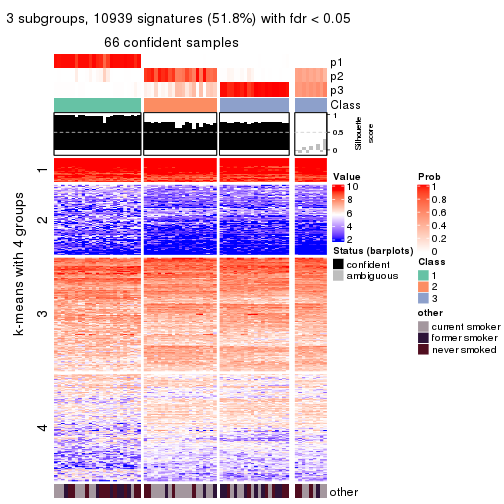 3 subgroups, 10939 signatures (51.8%) with fdr < 0.05
66 confident samples
p1
p2
p3
Class
1
0.5
0
Silhouette
score
k-means with 4 groups
1
2
3
4
other
Value
10
8
6
4
2
Status (barplots)
confident
ambiguous
Prob
1
0.8
0.6
0.4
0.2
0
Class
1
2
3
other
current smoker
former smoker
never smoked